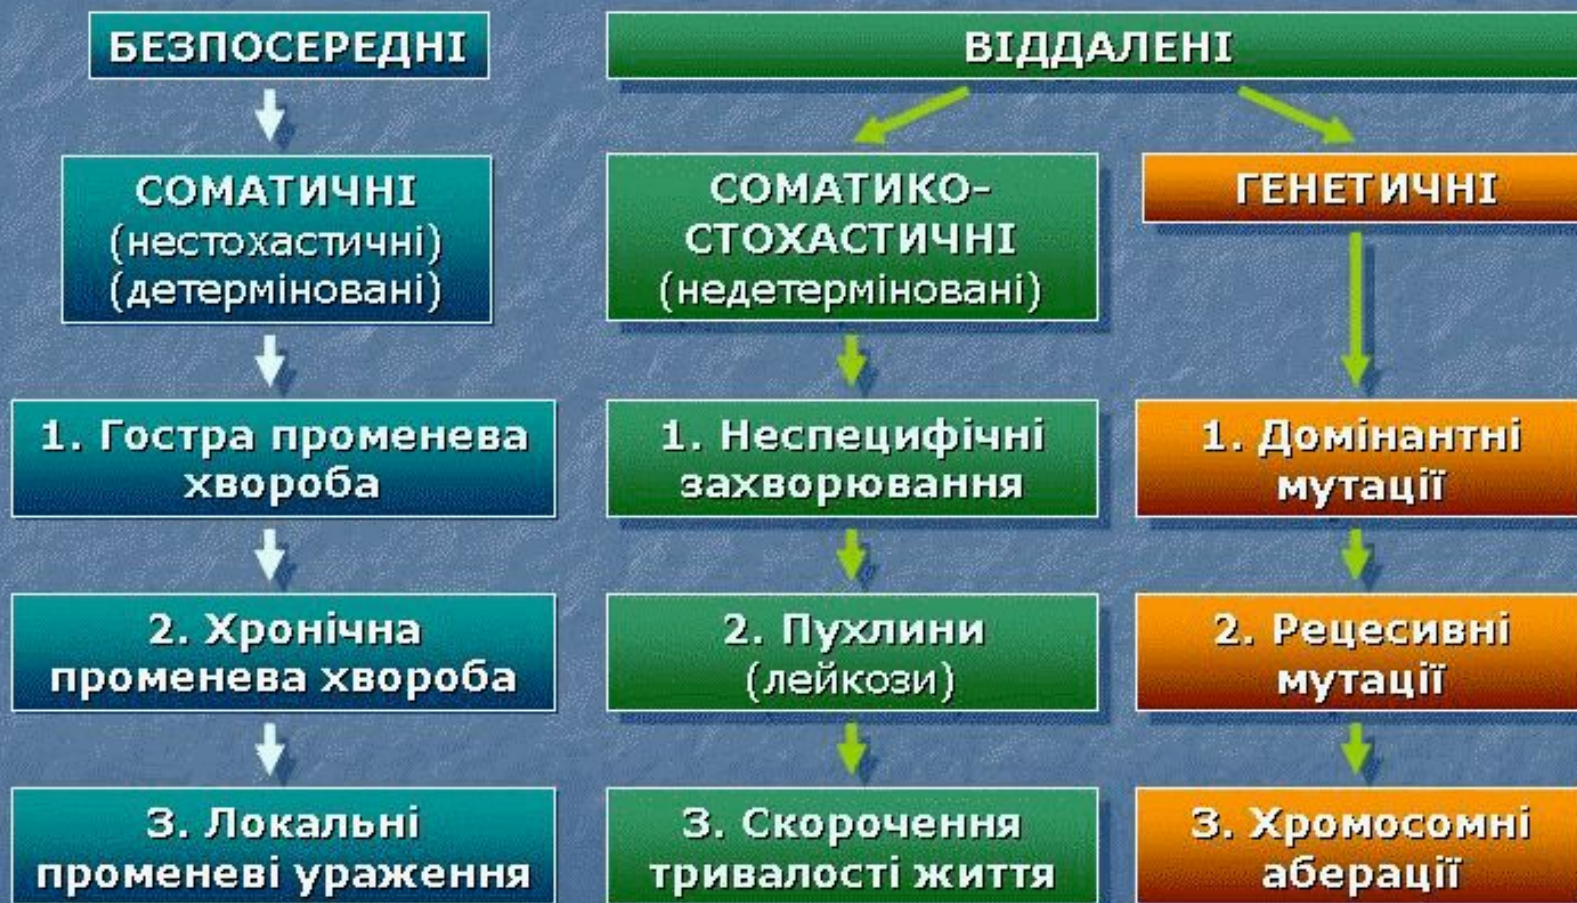 БЕЗПОСЕРЕДНІ
ВІДДАЛЕНІ
СОМАТИЧНІ
(нестохастичні)
(детерміновані)
СОМАТИКО-
СТОХАСТИЧНІ
(недетерміновані)
ГЕНЕТИЧНІ
1. Гостра променева
хвороба
1. Неспецифічні
захворювання
1. Домінантні
мутації
2. Хронічна
променева хвороба
2. Пухлини
(лейкози)
2. Рецесивні
мутації
3. Локальні
променеві ураження
3. Скорочення
тривалості життя
3. Хромосомні
аберації